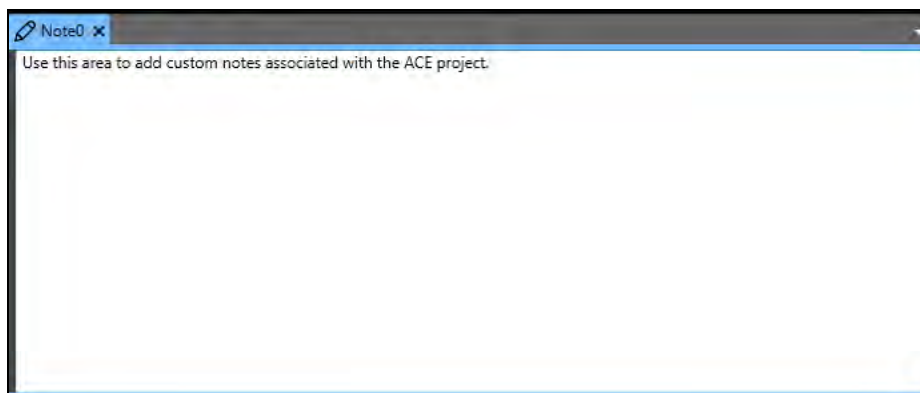 Note0
Use this area to add custom notes associated with the ACE project.